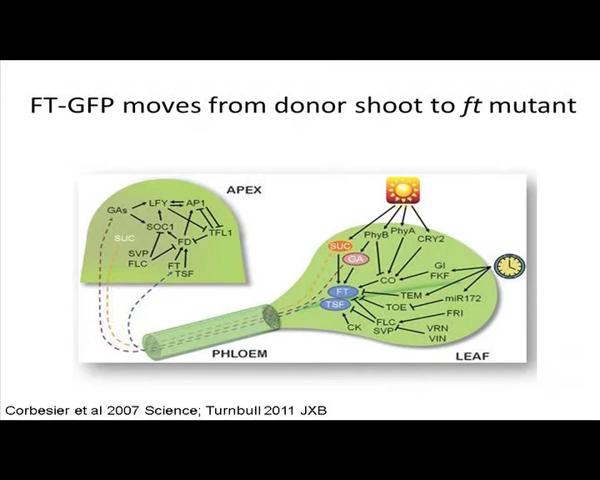 FT-GFP moves from donor shoot to ft mutant
APEX
GAs
LFY
AP1
SOC1
TFL1
SUC
FD
SVP
FLC
FT
TSF
PHLOEM
SUC
PhyB
PhyA
CRY2
GA
GI
FKF
CO
FT
TSF
TEM
miR172
TOE
FRI
CK
FLC
SVP
VRN
VIN
LEAF
Corbesier et al 2007 Science; Turnbull 2011 JXB